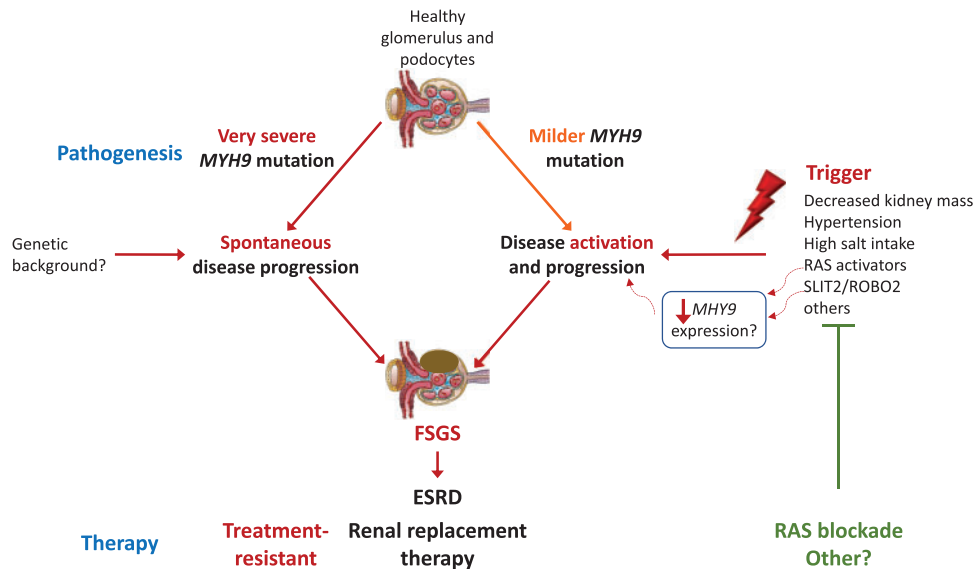 Healthy
glomerulus and
podocytes
Pathogenesis
Very severe
MYH9 mutation
Milder MYH9
mutation
Trigger
Decreased kidney mass
Hypertension
High salt intake
RAS activators
SLIT2/ROBO2
others
Genetic
background?
Spontaneous
disease progression
Disease activation
and progression
MHY9
expression?
FSGS
ESRD
Therapy
Treatment-
resistant
Renal replacement
therapy
RAS blockade
Other?